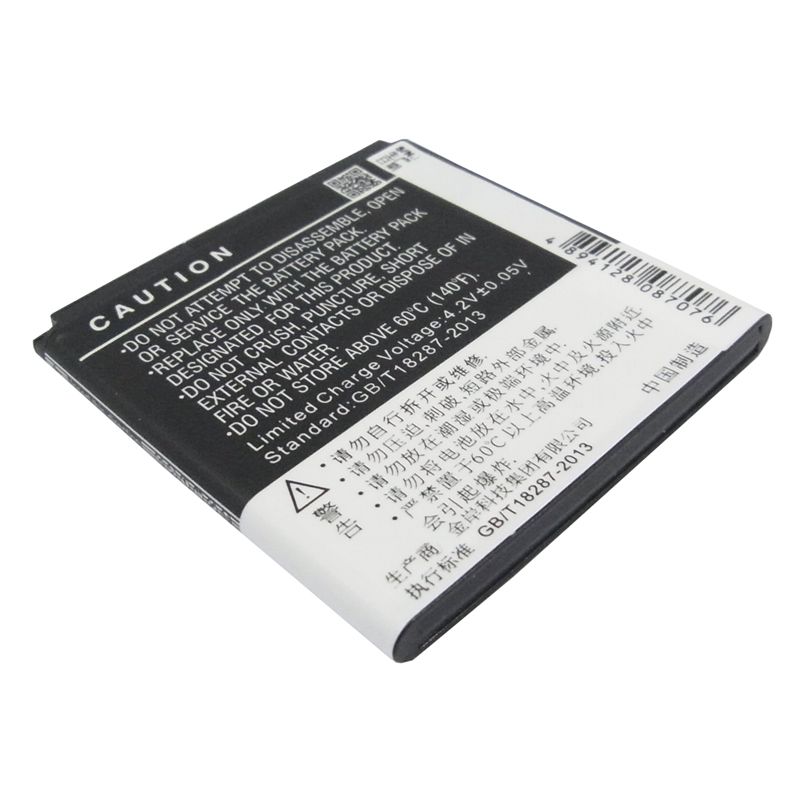 CAUTION
•DO NOT ATTEMPT TO DISASSEMBLE, OPEN
OR SERVICE THE BATTERY PACK.
•REPLACE ONLY WITH THE BATTERY PACK
DESIGNATED FOR THIS PRODUCT.
•DO NOT CRUSH, PUNCTURE, SHORT
EXTERNAL CONTACTS OR DISPOSE OF IN
FIRE OR WATER.
•DO NOT STORE ABOVE 60°C (140°F).
Limited Charge Voltage:4.2V±0.05V
Standard:GB/T18287-2013
4894128087076
警告
•请勿自行拆开或维修.
•请勿压迫 刺破 短路外部金属,
•请勿放在潮湿或极端环境中.
•请勿将电池放在水中,火中及火源附近
•严禁置于60℃以上高温环境,投入火中
会引起爆炸.
生产商 金岸科技集团有限公司
执行标准 GB/T18287-2013
中国制造